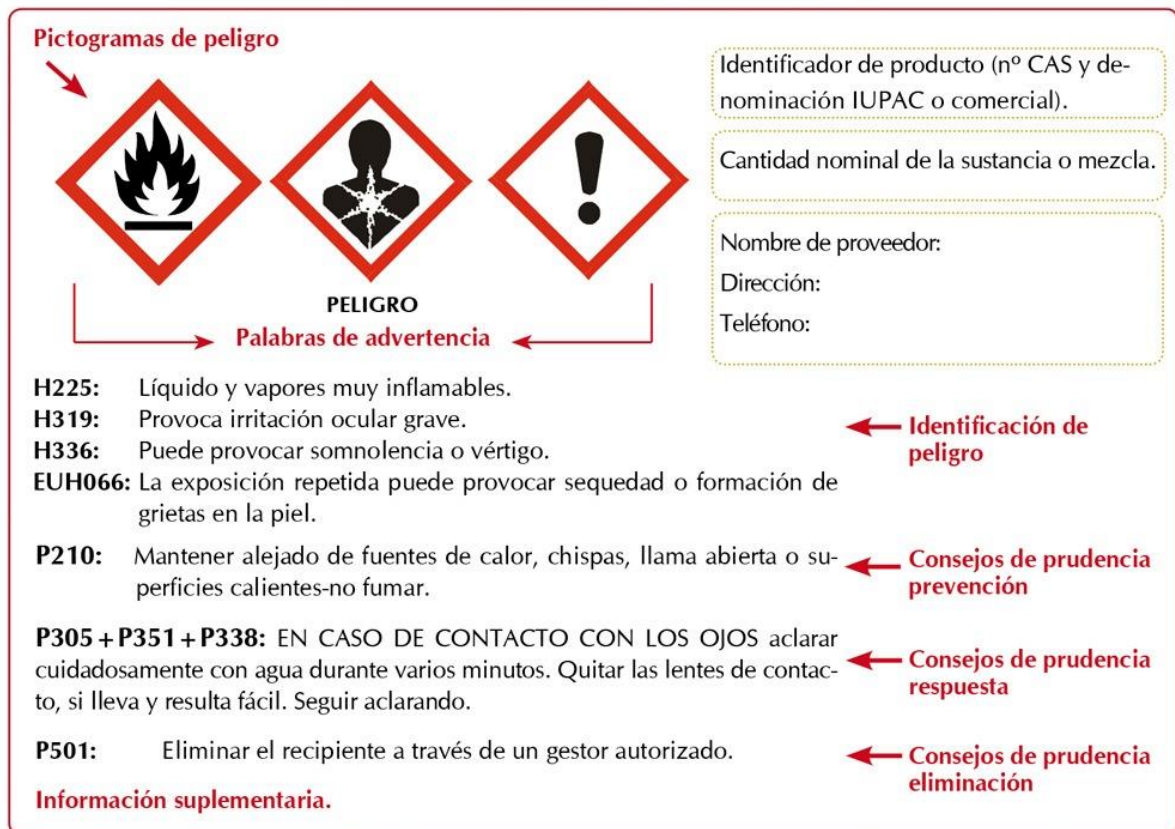 Pictogramas de peligro
PELIGRO
Palabras de advertencia
Identificador de producto (nº CAS y de-
nominación IUPAC o comercial).
Cantidad nominal de la sustancia o mezcla.
Nombre de proveedor:
Dirección:
Teléfono:
H225: Líquido y vapores muy inflamables.
H319: Provoca irritación ocular grave.
H336: Puede provocar somnolencia o vértigo.
EUH066: La exposición repetida puede provocar sequedad o formación de
grietas en la piel.
Identificación de
peligro
P210: Mantener alejado de fuentes de calor, chispas, llama abierta o su-
perficies calientes-no fumar.
Consejos de prudencia
prevención
P305+P351+P338: EN CASO DE CONTACTO CON LOS OJOS aclarar
cuidadosamente con agua durante varios minutos. Quitar las lentes de contac-
to, si lleva y resulta fácil. Seguir aclarando.
Consejos de prudencia
respuesta
P501: Eliminar el recipiente a través de un gestor autorizado.
Consejos de prudencia
eliminación
Información suplementaria.